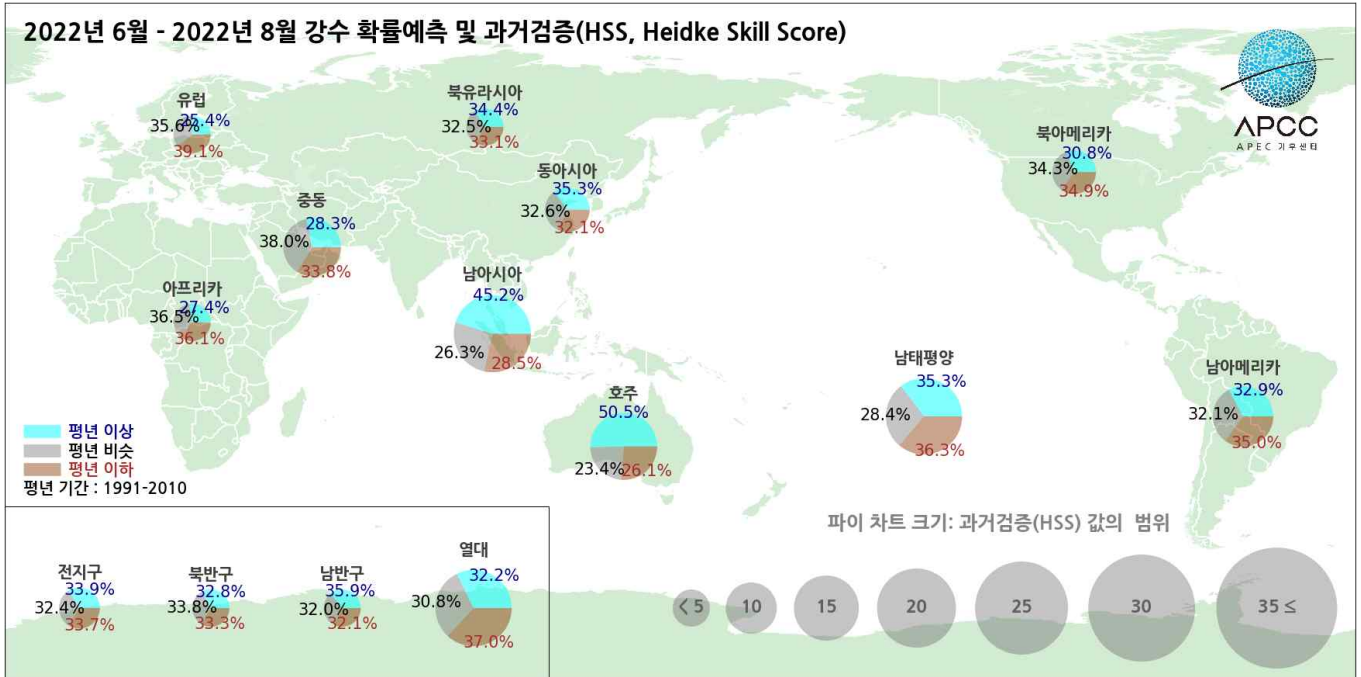 2022년 6월 - 2022년 8월 강수 확률예측 및 과거검증(HSS, Heidke Skill Score)
APCC
APEC 기후센터
유럽
25.4%
35.6%
39.1%
북유라시아
34.4%
32.5%
33.1%
북아메리카
30.8%
34.3%
34.9%
동아시아
35.3%
32.6%
32.1%
중동
28.3%
38.0%
33.8%
아프리카
27.4%
36.5%
36.1%
남아시아
45.2%
26.3%
28.5%
호주
50.5%
23.4%
26.1%
남태평양
35.3%
28.4%
36.3%
남아메리카
32.9%
32.1%
35.0%
평년 이상
평년 비슷
평년 이하
평년 기간 : 1991-2010
전지구
33.9%
32.4%
33.7%
북반구
32.8%
33.8%
33.3%
남반구
35.9%
32.0%
32.1%
열대
32.2%
30.8%
37.0%
파이 차트 크기: 과거검증(HSS) 값의 범위
< 5 10 15 20 25 30 35 ≤